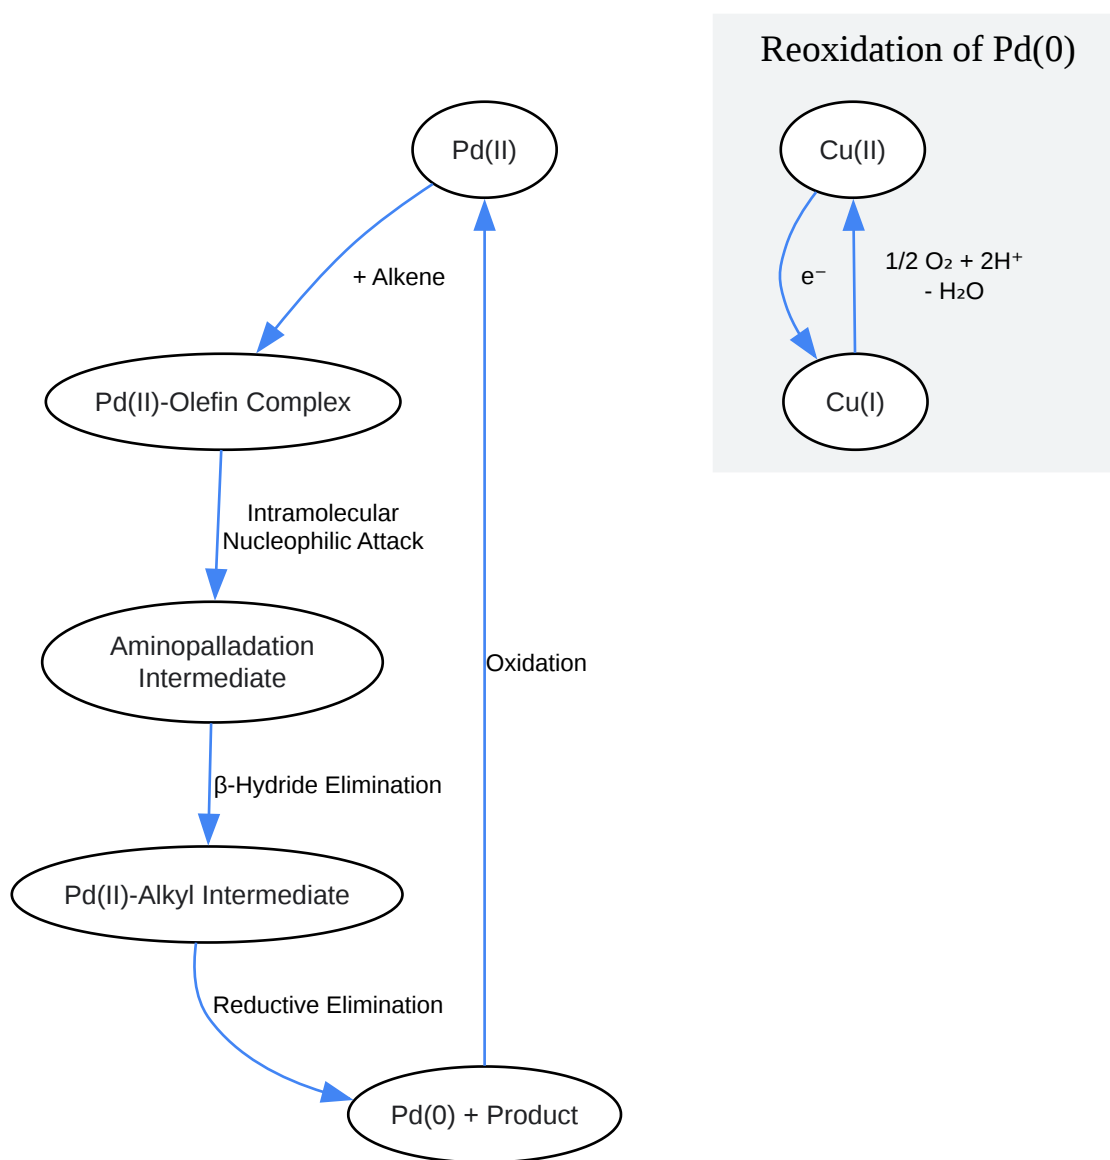 Reoxidation of Pd(0)
Pd(II)
Cu(II)
+ Alkene
e⁻
1/2 O₂ + 2H⁺
- H₂O
Pd(II)-Olefin Complex
Cu(I)
Intramolecular
Nucleophilic Attack
Aminopalladation
Intermediate
Oxidation
β-Hydride Elimination
Pd(II)-Alkyl Intermediate
Reductive Elimination
Pd(0) + Product